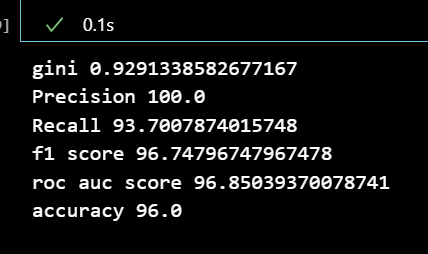 ]
0.1s
gini 0.9291338582677167
Precision 100.0
Recall 93.7007874015748
f1 score 96.74796747967478
roc auc score 96.85039370078741
accuracy 96.0